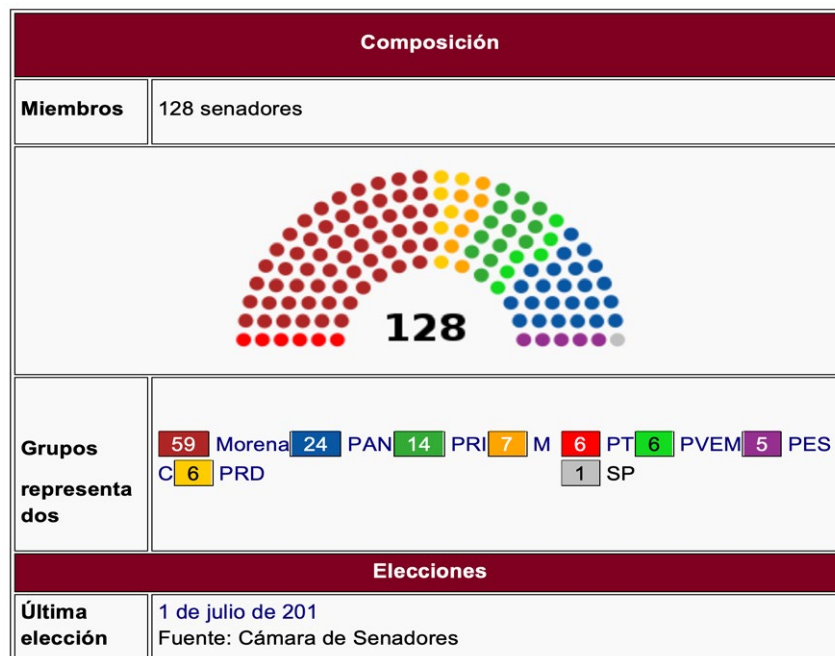 Composición
Miembros
128 senadores
128
Grupos
representa
dos
59 Morena 24 PAN 14 PRI 7 M
C 6 PRD
6 PT 6 PVEM 5 PES
1 SP
Elecciones
Última
elección
1 de julio de 201
Fuente: Cámara de Senadores